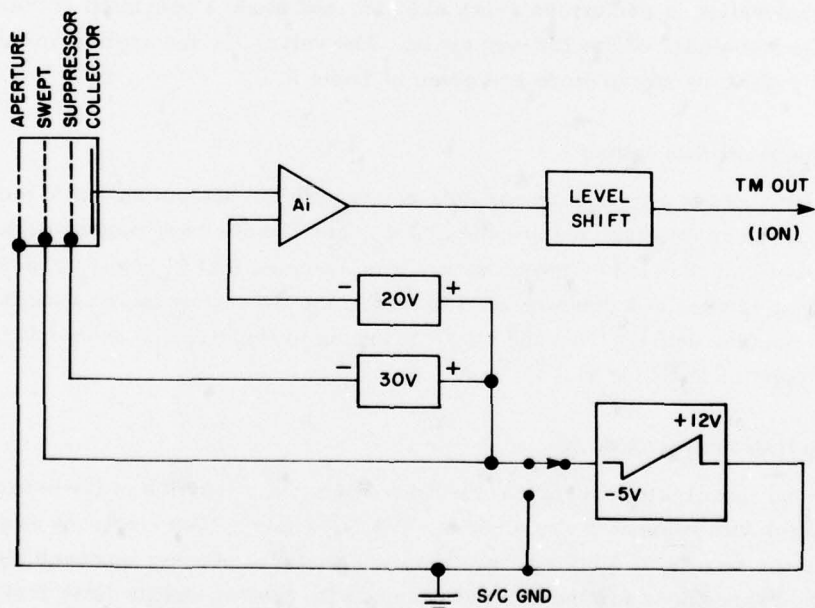 APERTURE
SWEPT
SUPPRESSOR
COLLECTOR
Ai
LEVEL
SHIFT
TM OUT
(ION)
− 20V +
− 30V +
+12V
−5V
S/C GND